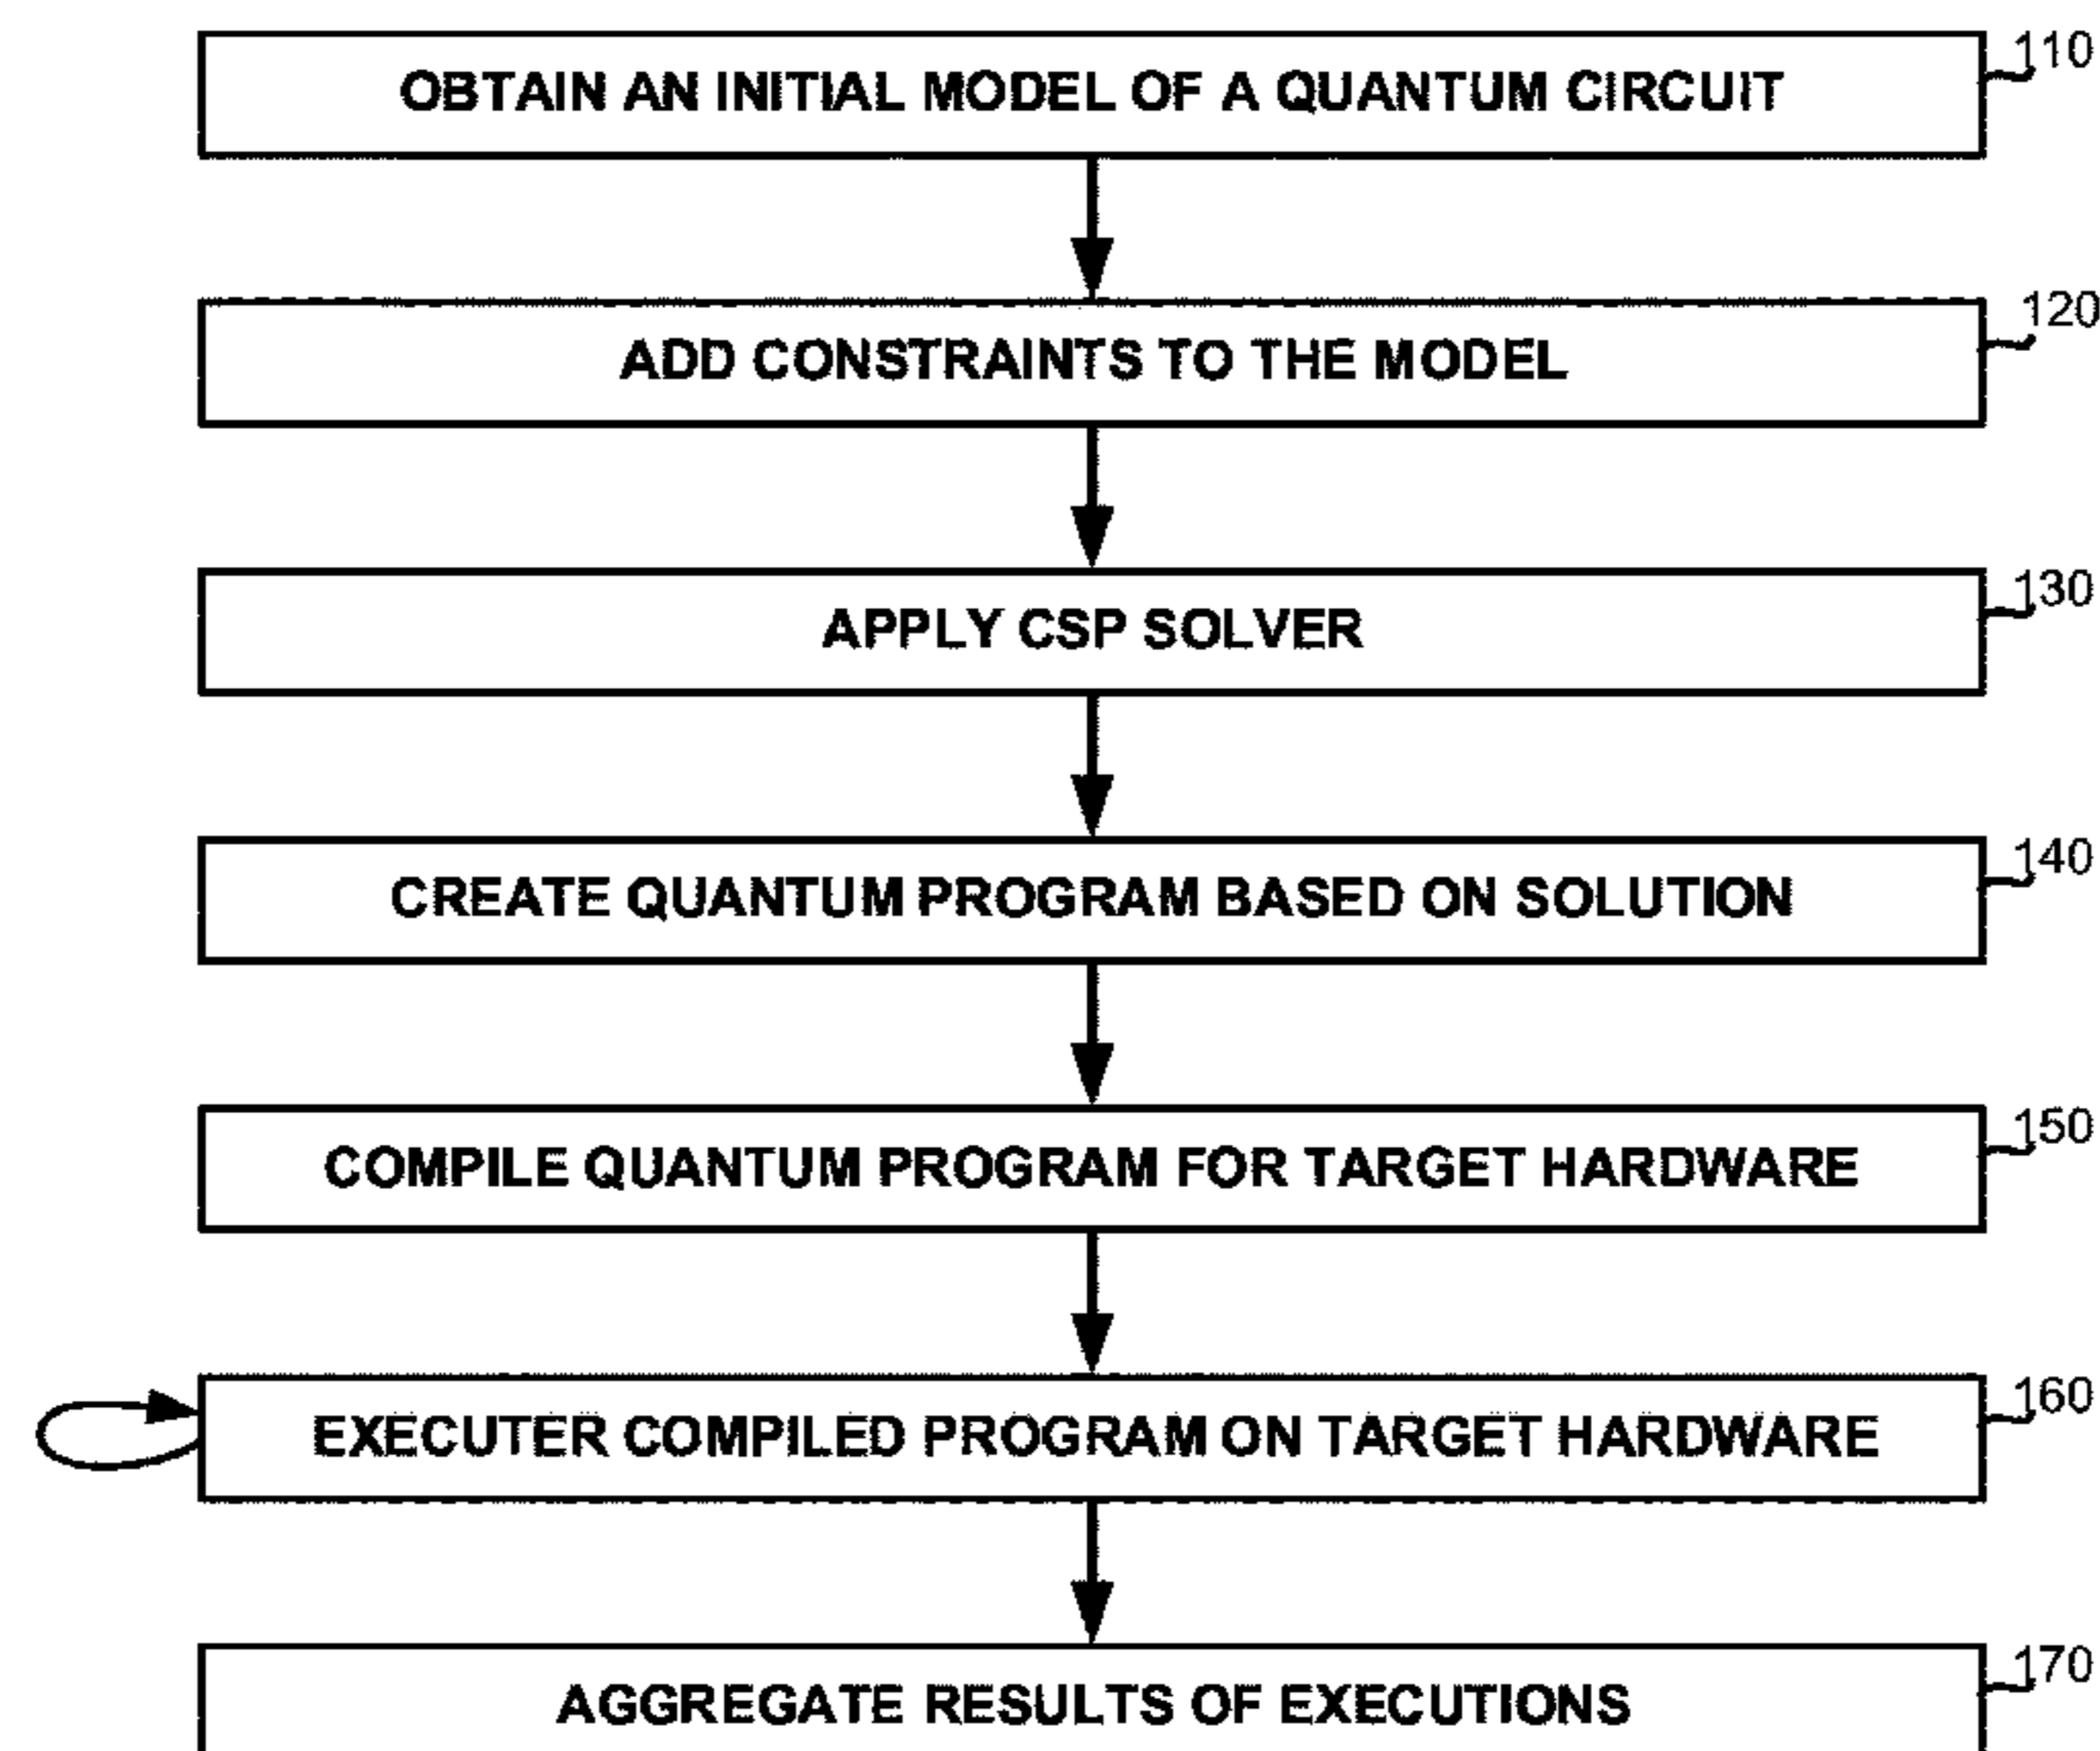 110
OBTAIN AN INITIAL MODEL OF A QUANTUM CIRCUIT
120
ADD CONSTRAINTS TO THE MODEL
130
APPLY CSP SOLVER
140
CREATE QUANTUM PROGRAM BASED ON SOLUTION
150
COMPILE QUANTUM PROGRAM FOR TARGET HARDWARE
160
EXECUTER COMPILED PROGRAM ON TARGET HARDWARE
170
AGGREGATE RESULTS OF EXECUTIONS